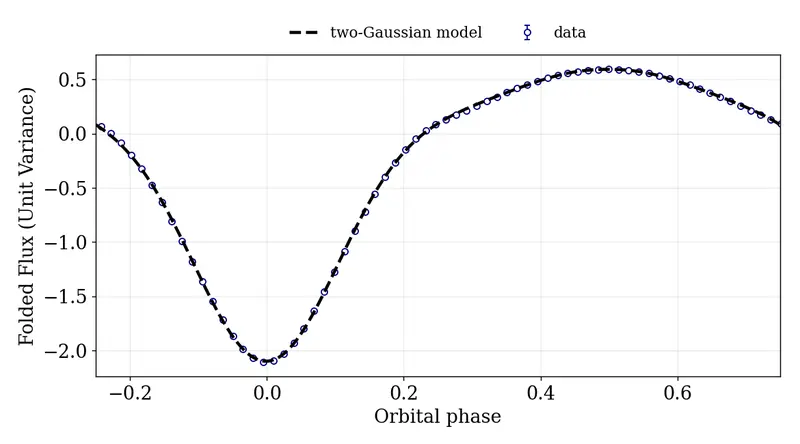 two-Gaussian model data
0.5
0.0
−0.5
−1.0
−1.5
−2.0
Folded Flux (Unit Variance)
−0.2 0.0 0.2 0.4 0.6
Orbital phase